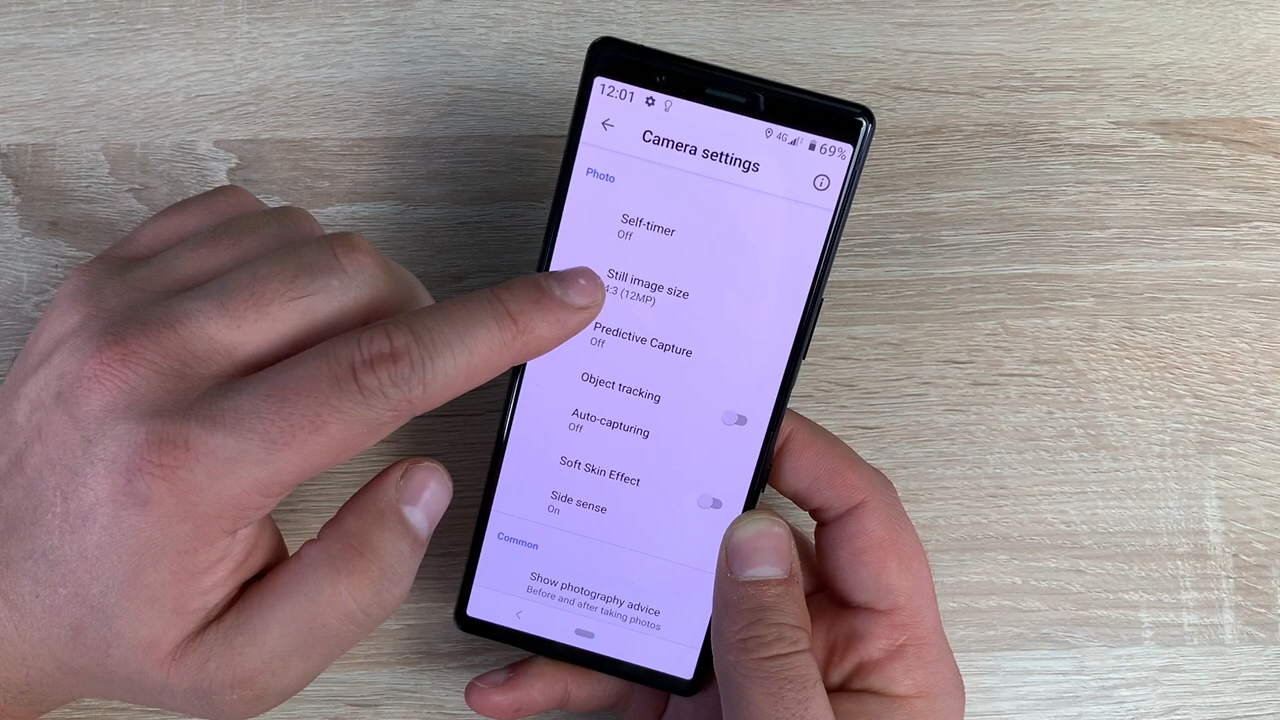 12:01
4G 69%
Camera settings
Photo
Self-timer
Off
Still image size
4:3 (12MP)
Predictive Capture
Off
Object tracking
Auto-capturing
Off
Soft Skin Effect
Side sense
On
Common
Show photography advice
Before and after taking photos